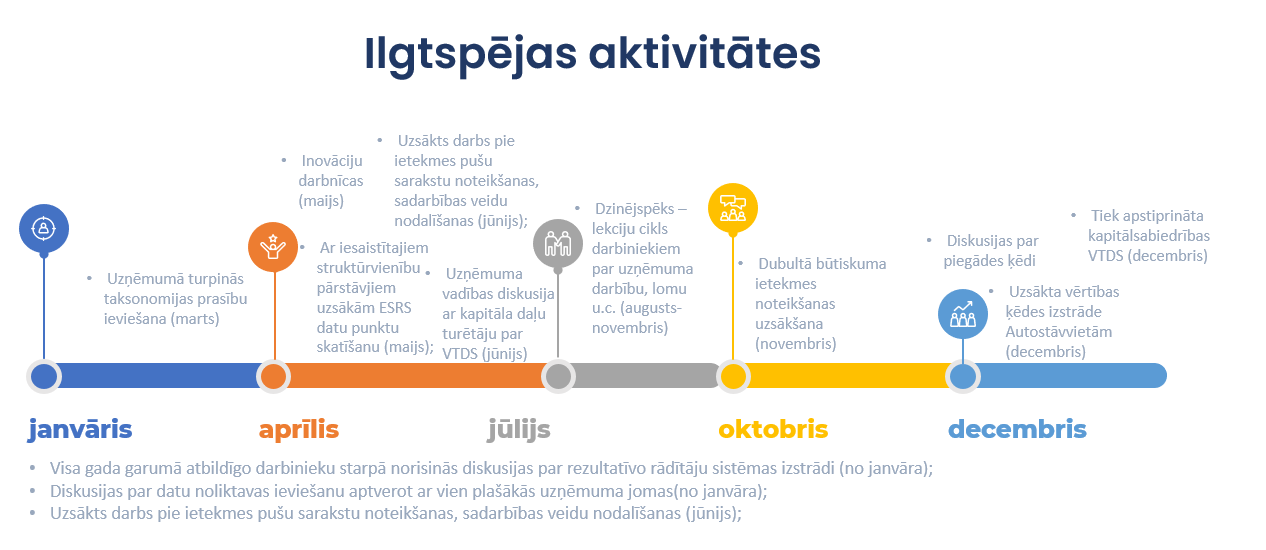 Ilgtspējas aktivitātes
• Uzņēmumā turpinās
taksonomijas prasību
ieviešana (marts)
• Inovāciju
darbnīcas
(maijs)
• Uzsākts darbs pie
ietekmes pušu
sarakstu noteikšanas,
sadarbības veidu
nodalīšanas (jūnijs);
• Ar iesaistītajiem
struktūrvienību
pārstāvjiem
uzsākām ESRS
datu punktu
skatīšanu (maijs);
• Uzņēmuma
vadības diskusija
ar kapitāla daļu
turētāju par
VTDS (jūnijs)
• Dzinējspēks –
lekciju cikls
darbiniekiem
par uzņēmuma
darbību, lomu
u.c. (augusts-
novembris)
• Dubultā būtiskuma
ietekmes
noteikšanas
uzsākšana
(novembris)
• Diskusijas par
piegādes ķēdi
• Uzsākta vērtības
ķēdes izstrāde
Autostāvvietām
(decembris)
• Tiek apstiprināta
kapitālsabiedrības
VTDS (decembris)
janvāris
aprīlis
jūlijs
oktobris
decembris
• Visa gada garumā atbildīgo darbinieku starpā norisinās diskusijas par rezultatīvo rādītāju sistēmas izstrādi (no janvāra);
• Diskusijas par datu noliktavas ieviešanu aptverot ar vien plašākās uzņēmuma jomas(no janvāra);
• Uzsākts darbs pie ietekmes pušu sarakstu noteikšanas, sadarbības veidu nodalīšanas (jūnijs);